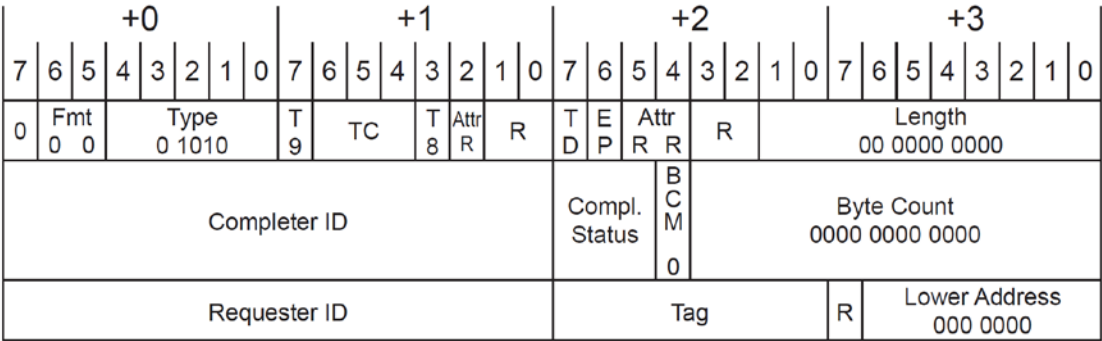 +0 +1 +2 +3
7 6 5 4 3 2 1 0 7 6 5 4 3 2 1 0 7 6 5 4 3 2 1 0 7 6 5 4 3 2 1 0
0
Fmt
0 0
Type
0 1010
T
9
TC
T
8
Attr
R
R
T
D
E
P
Attr
R R
R
Length
00 0000 0000
Completer ID
Compl.
Status
B
C
M
0
Byte Count
0000 0000 0000
Requester ID
Tag
R
Lower Address
000 0000